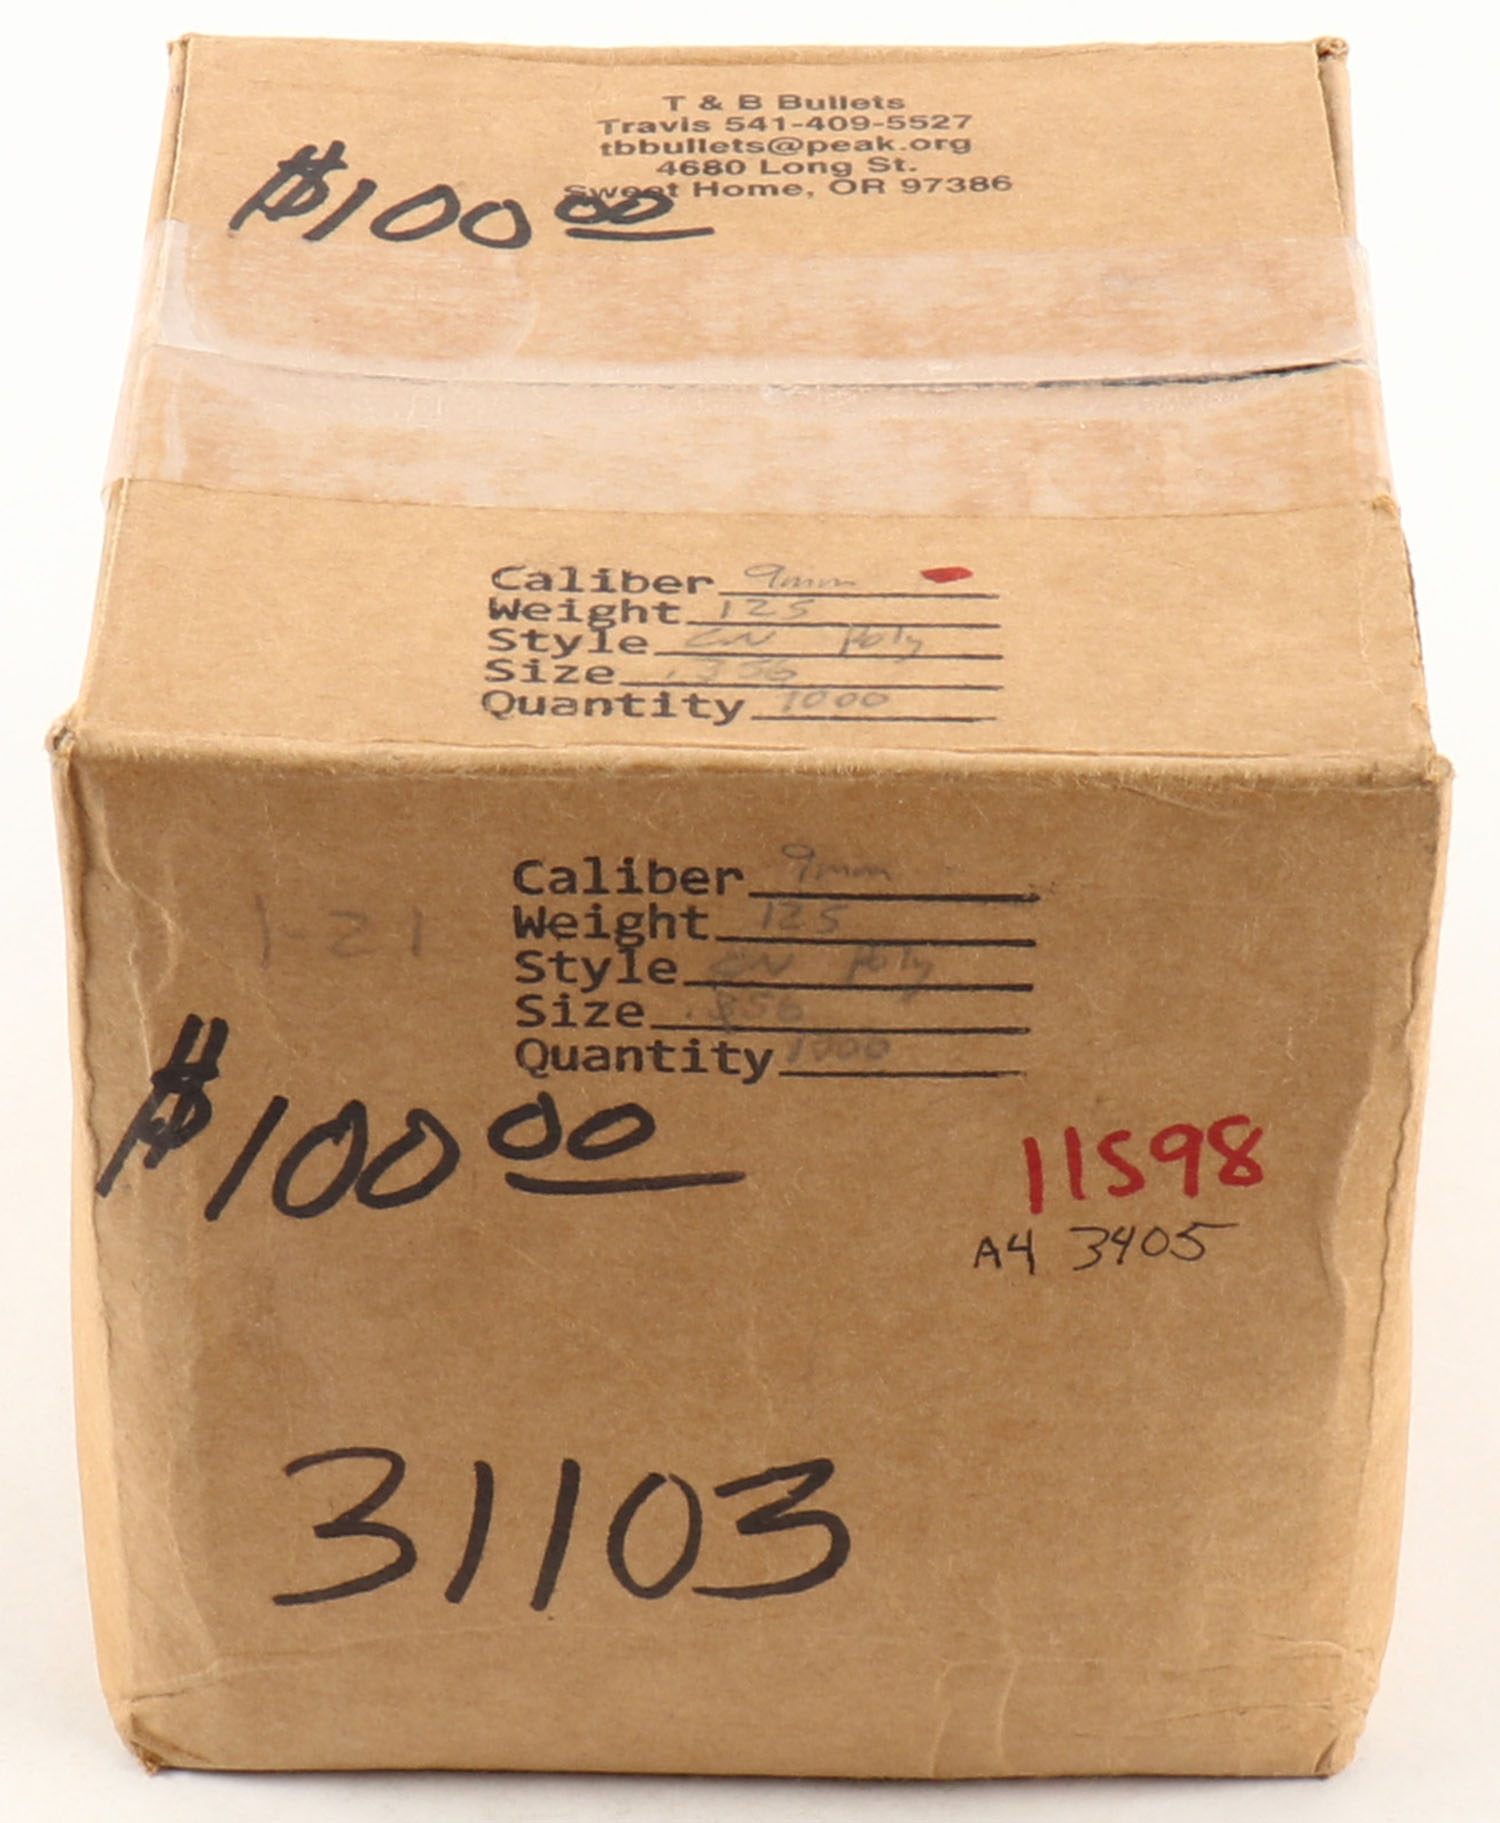 T & B Bullets
Travis 541-409-5527
tbbullets@peak.org
4680 Long St.
Sweet Home, OR 97386
$100 00
Caliber 9mm
Weight 125
Style CN Poly
Size .356
Quantity 1000
Caliber 9mm
Weight 125
Style CN Poly
Size .356
Quantity 1000
1-21
$100 00
11598
A4 3405
31103